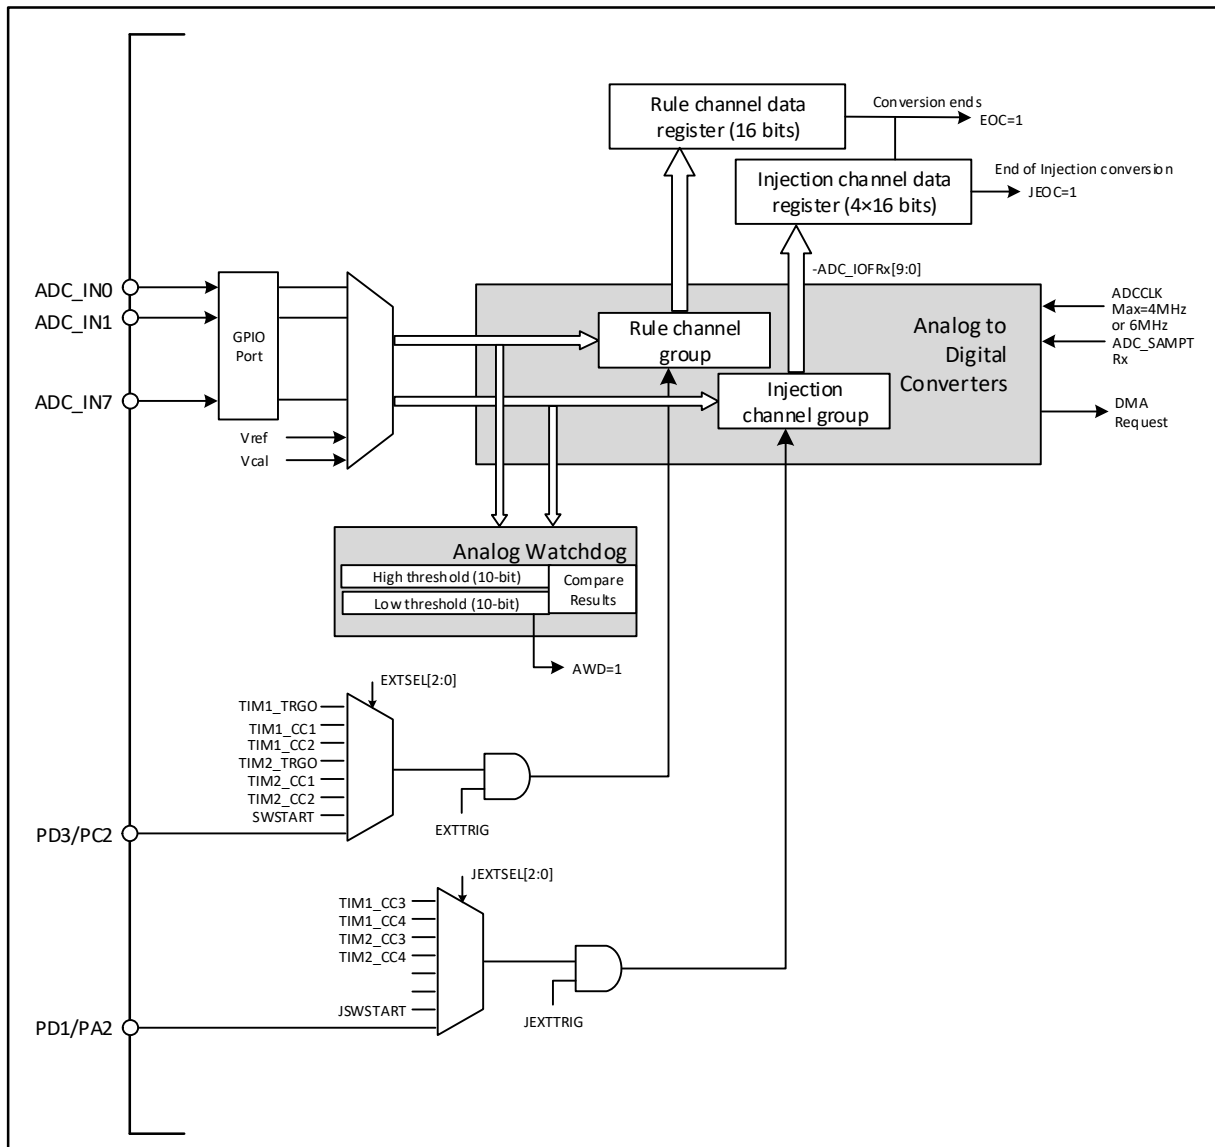 Rule channel data
register (16 bits)
Conversion ends
EOC=1
Injection channel data
register (4×16 bits)
End of Injection conversion
JEOC=1
-ADC_IOFRx[9:0]
ADC_IN0
ADC_IN1
ADC_IN7
GPIO
Port
Vref
Vcal
Rule channel
group
Injection
channel group
Analog to
Digital
Converters
ADCCLK
Max=4MHz
or 6MHz
ADC_SAMPT
Rx
DMA
Request
Analog Watchdog
High threshold (10-bit)
Low threshold (10-bit)
Compare
Results
AWD=1
EXTSEL[2:0]
TIM1_TRGO
TIM1_CC1
TIM1_CC2
TIM2_TRGO
TIM2_CC1
TIM2_CC2
SWSTART
PD3/PC2
EXTTRIG
JEXTSEL[2:0]
TIM1_CC3
TIM1_CC4
TIM2_CC3
TIM2_CC4
JSWSTART
PD1/PA2
JEXTTRIG